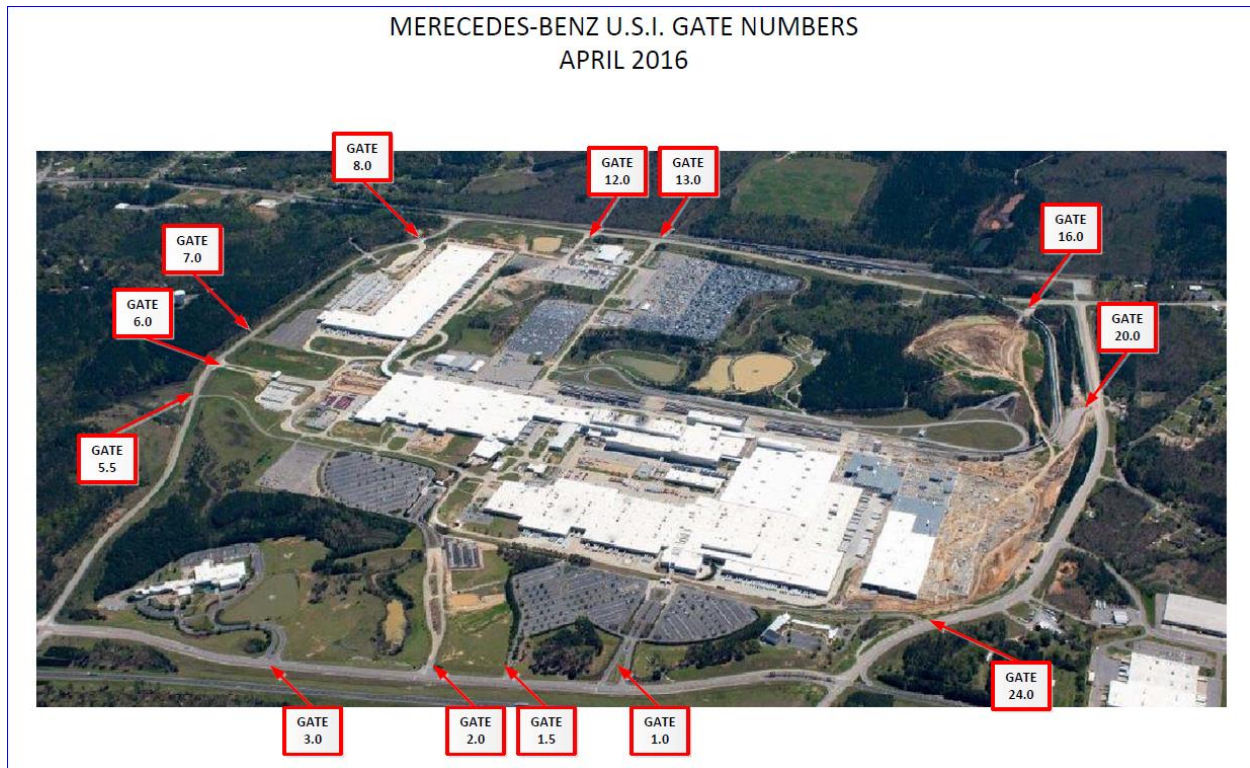 MERECEDES-BENZ U.S.I. GATE NUMBERS
APRIL 2016
GATE
8.0
GATE
12.0
GATE
13.0
GATE
16.0
GATE
7.0
GATE
6.0
GATE
20.0
GATE
5.5
GATE
24.0
GATE
3.0
GATE
2.0
GATE
1.5
GATE
1.0